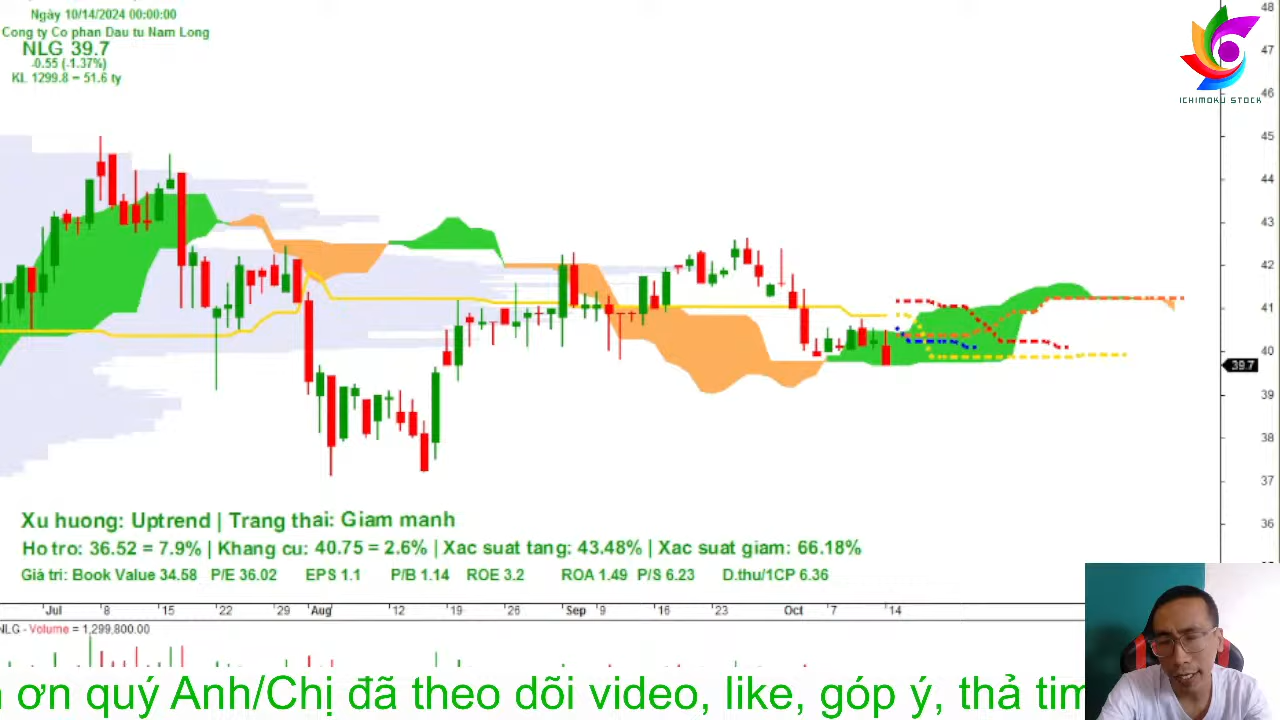 Ngày 10/14/2024 00:00:00
Cong ty Co phan Dau tu Nam Long
NLG 39.7
-0.55 (-1.37%)
KL 1299.8 = 51.6 ty
ICHIMOKU STOCK
48
47
46
45
44
43
42
41
40
39.7
39
38
37
36
Xu huong: Uptrend | Trang thai: Giam manh
Ho tro: 36.52 = 7.9% | Khang cu: 40.75 = 2.6% | Xac suat tang: 43.48% | Xac suat giam: 66.18%
Giá trị: Book Value 34.58 P/E 36.02 EPS 1.1 P/B 1.14 ROE 3.2 ROA 1.49 P/S 6.23 D.thu/1CP 6.36
Jul 8 15 22 29 Aug 12 19 26 Sep 9 16 23 Oct 7 14
NLG - Volume = 1,299,800.00
ơn quý Anh/Chị đã theo dõi video, like, góp ý, thả tim